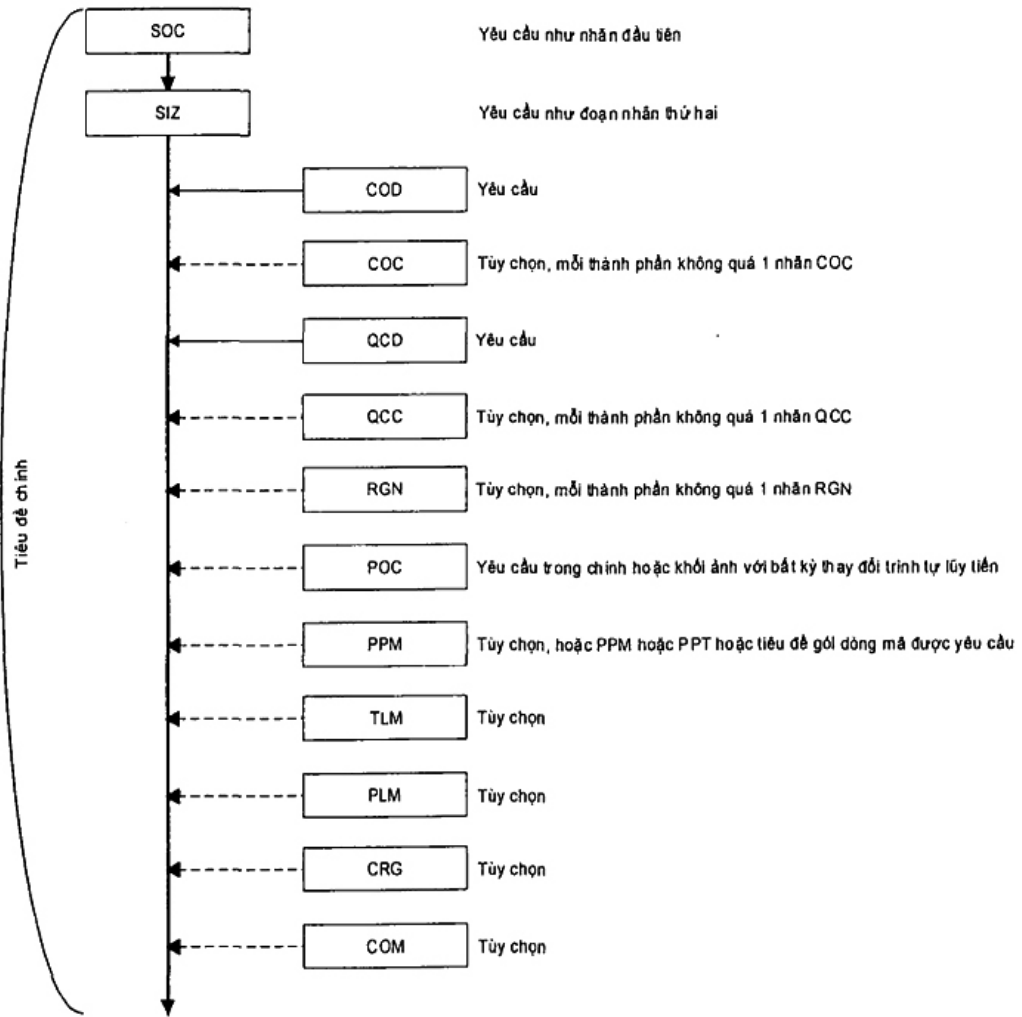 SOC Yêu cầu như nhãn đầu tiên
SIZ Yêu cầu như đoạn nhãn thứ hai
COD Yêu cầu
COC Tùy chọn, mỗi thành phần không quá 1 nhãn COC
QCD Yêu cầu
QCC Tùy chọn, mỗi thành phần không quá 1 nhãn QCC
RGN Tùy chọn, mỗi thành phần không quá 1 nhãn RGN
Tiêu đề chính
POC Yêu cầu trong chính hoặc khối ảnh với bất kỳ thay đổi trình tự lũy tiến
PPM Tùy chọn, hoặc PPM hoặc PPT hoặc tiêu đề gói dòng mã được yêu cầu
TLM Tùy chọn
PLM Tùy chọn
CRG Tùy chọn
COM Tùy chọn